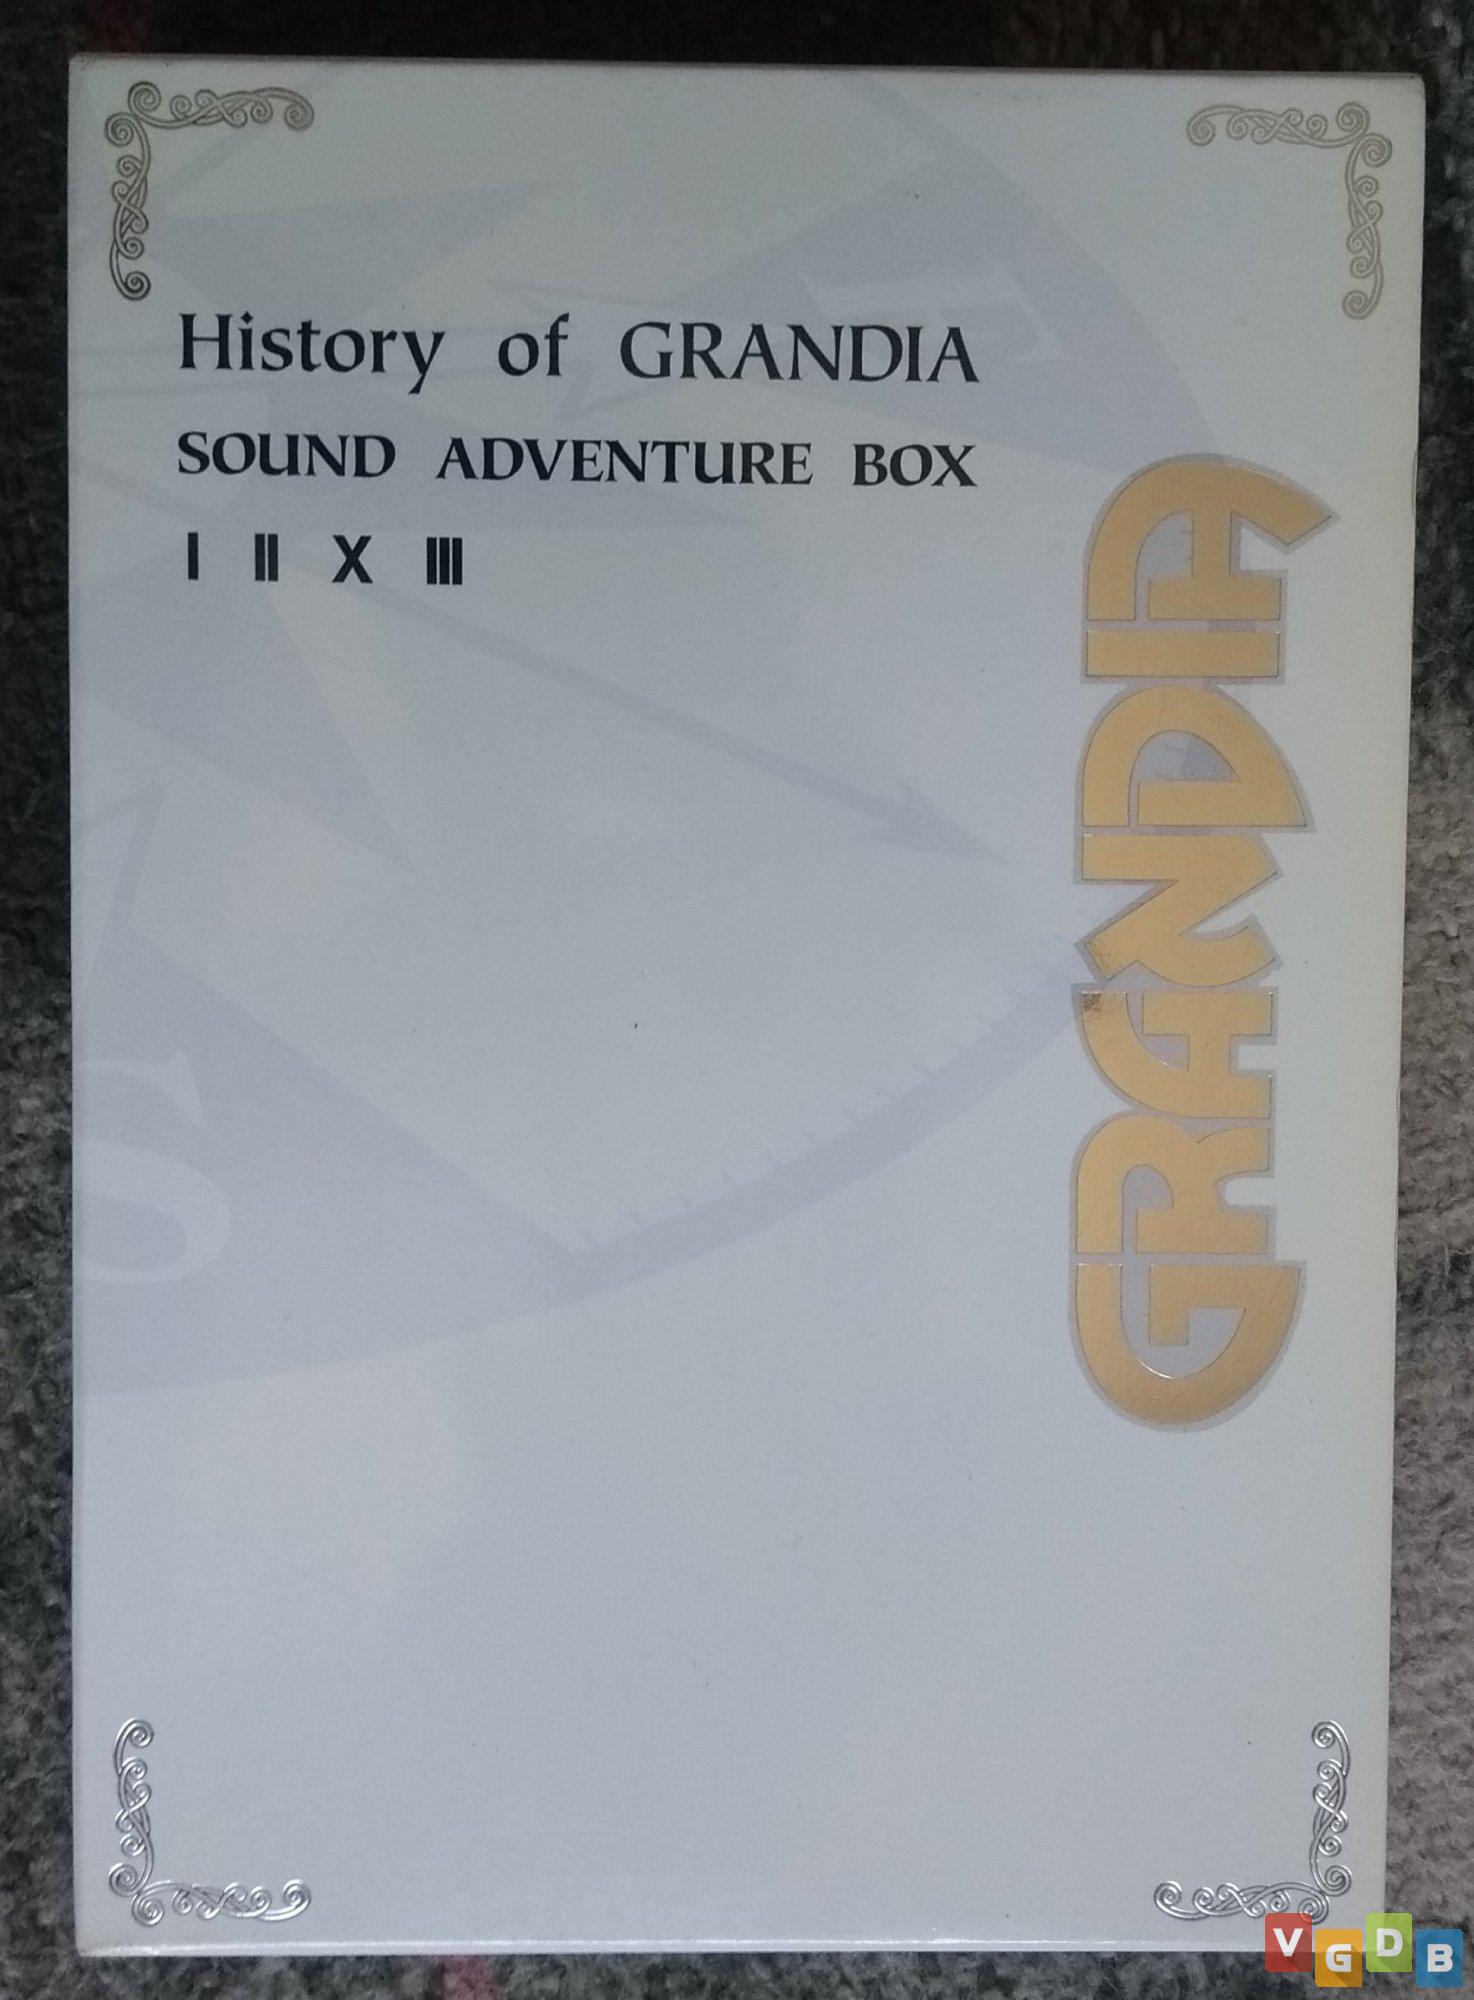 History of GRANDIA
SOUND ADVENTURE BOX
I II X III
GRANDIA
S
VGDB